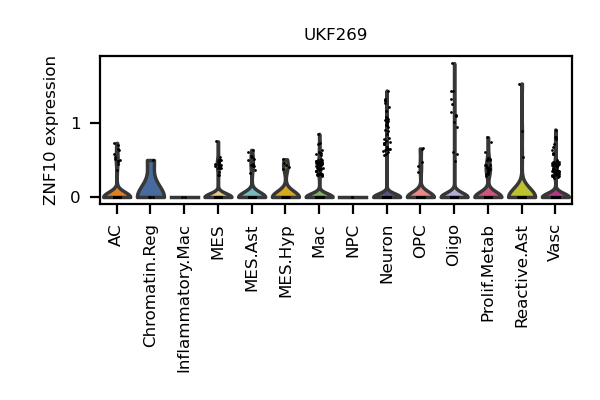 UKF269
ZNF10 expression
1
0
AC
Chromatin.Reg
Inflammatory.Mac
MES
MES.Ast
MES.Hyp
Mac
NPC
Neuron
OPC
Oligo
Prolif.Metab
Reactive.Ast
Vasc